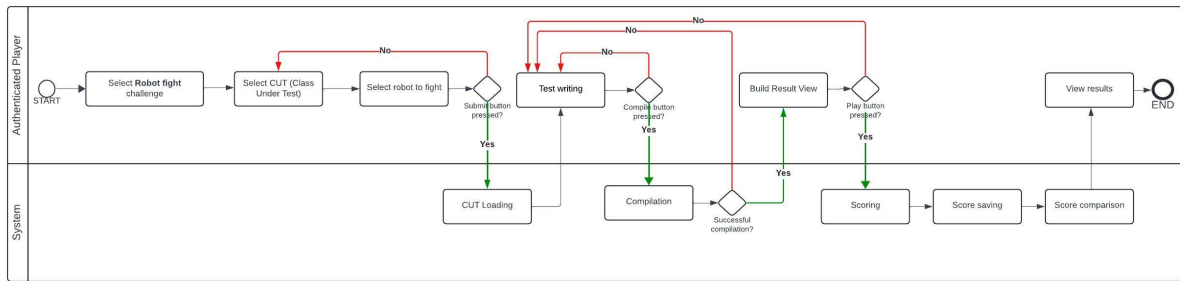 Authenticated Player
START
Select Robot fight
challenge
Select CUT (Class
Under Test)
Select robot to fight
No
Submit button
pressed?
Yes
Test writing
No
No
No
Compile button
pressed?
Yes
Build Result View
Play button
pressed?
Yes
View results
END
System
CUT Loading
Compilation
Successful
compilation?
Yes
Scoring
Score saving
Score comparison